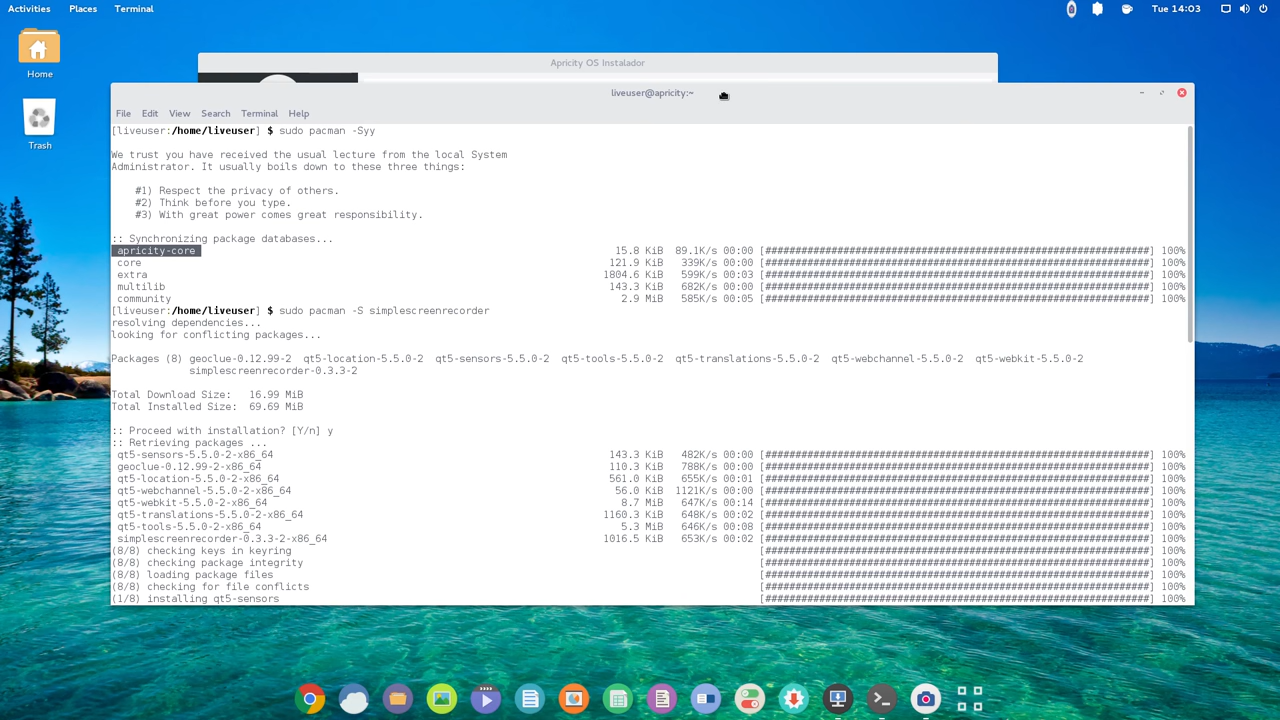 Activities Places Terminal Tue 14:03
Home
Trash
Apricity OS Instalador
liveuser@apricity:~
File Edit View Search Terminal Help
[liveuser:/home/liveuser] $ sudo pacman -Syy
We trust you have received the usual lecture from the local System
Administrator. It usually boils down to these three things:
#1) Respect the privacy of others.
#2) Think before you type.
#3) With great power comes great responsibility.
:: Synchronizing package databases...
apricity-core 15.8 KiB 89.1K/s 00:00 [################################################################] 100%
core 121.9 KiB 339K/s 00:00 [################################################################] 100%
extra 1804.6 KiB 599K/s 00:03 [################################################################] 100%
multilib 143.3 KiB 682K/s 00:00 [################################################################] 100%
community 2.9 MiB 585K/s 00:05 [################################################################] 100%
[liveuser:/home/liveuser] $ sudo pacman -S simplescreenrecorder
resolving dependencies...
looking for conflicting packages...
Packages (8) geoclue-0.12.99-2 qt5-location-5.5.0-2 qt5-sensors-5.5.0-2 qt5-tools-5.5.0-2 qt5-translations-5.5.0-2 qt5-webchannel-5.5.0-2 qt5-webkit-5.5.0-2
simplescreenrecorder-0.3.3-2
Total Download Size: 16.99 MiB
Total Installed Size: 69.69 MiB
:: Proceed with installation? [Y/n] y
:: Retrieving packages ...
qt5-sensors-5.5.0-2-x86_64 143.3 KiB 482K/s 00:00 [################################################################] 100%
geoclue-0.12.99-2-x86_64 110.3 KiB 788K/s 00:00 [################################################################] 100%
qt5-location-5.5.0-2-x86_64 561.0 KiB 655K/s 00:01 [################################################################] 100%
qt5-webchannel-5.5.0-2-x86_64 56.0 KiB 1121K/s 00:00 [################################################################] 100%
qt5-webkit-5.5.0-2-x86_64 8.7 MiB 647K/s 00:14 [################################################################] 100%
qt5-translations-5.5.0-2-x86_64 1160.3 KiB 648K/s 00:02 [################################################################] 100%
qt5-tools-5.5.0-2-x86_64 5.3 MiB 646K/s 00:08 [################################################################] 100%
simplescreenrecorder-0.3.3-2-x86_64 1016.5 KiB 653K/s 00:02 [################################################################] 100%
(8/8) checking keys in keyring [################################################################] 100%
(8/8) checking package integrity [################################################################] 100%
(8/8) loading package files [################################################################] 100%
(8/8) checking for file conflicts [################################################################] 100%
(1/8) installing qt5-sensors [################################################################] 100%